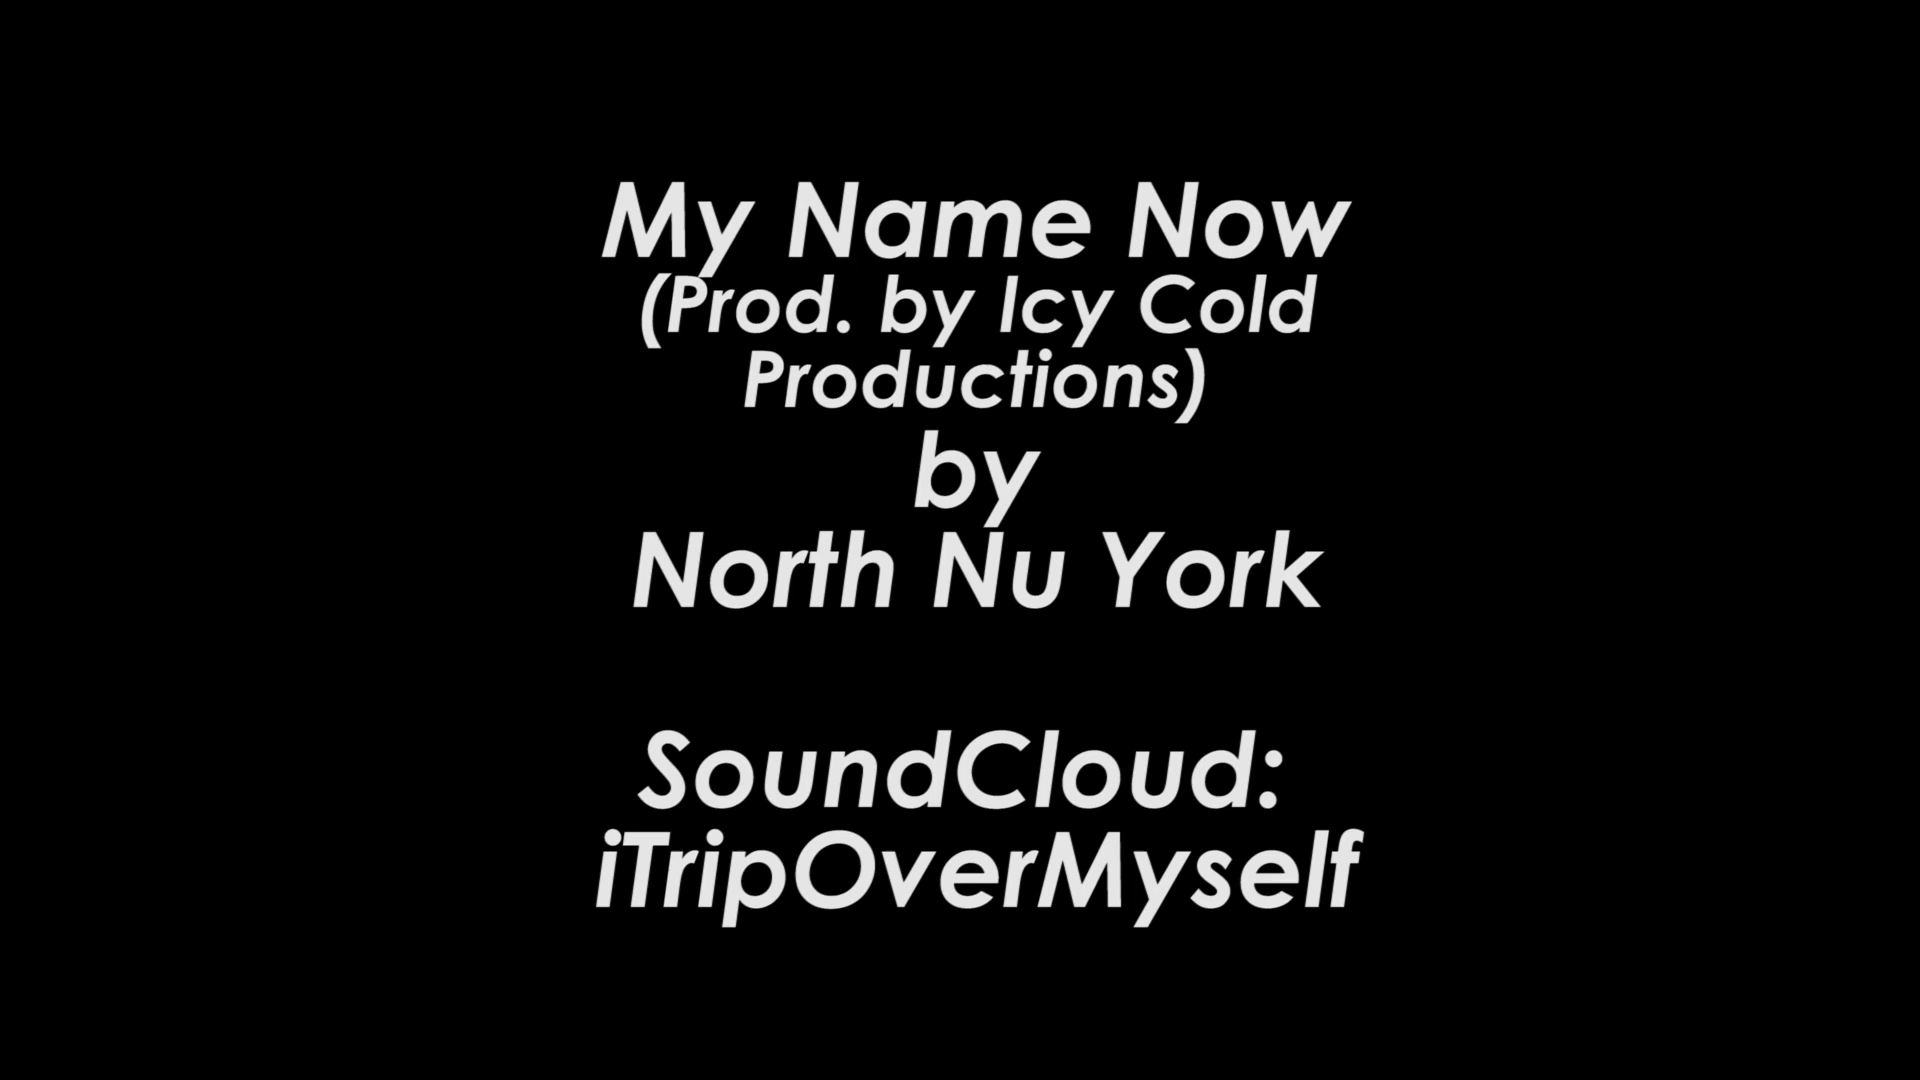 My Name Now
(Prod. by Icy Cold
Productions)
by
North Nu York
SoundCloud:
iTripOverMyself